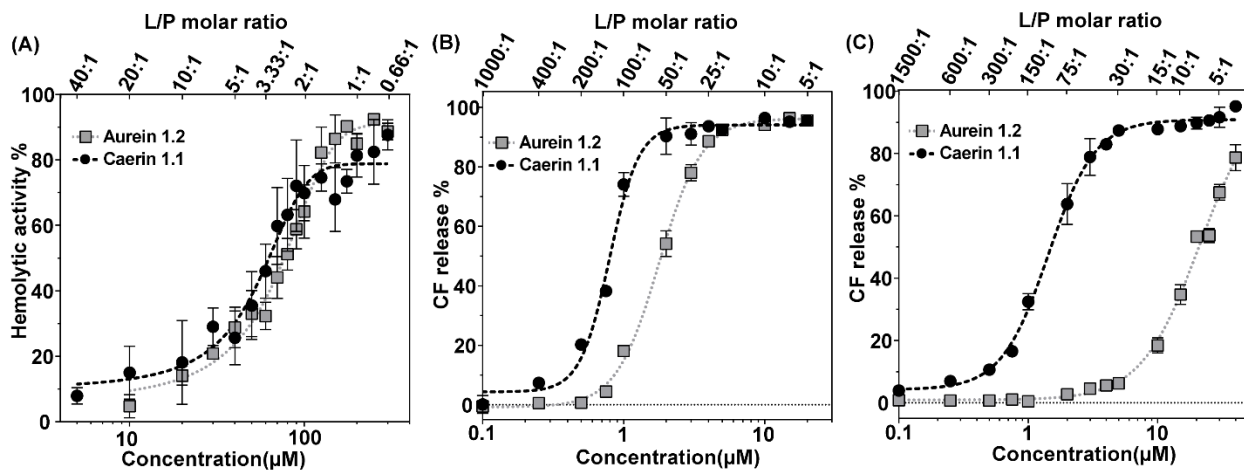 L/P molar ratio
(A)
40:1 20:1 10:1 5:1 3.33:1 2:1 1:1 0.66:1
Hemolytic activity %
100
80
60
40
20
0
Aurein 1.2
Caerin 1.1
10 100
Concentration(µM)
L/P molar ratio
(B)
1000:1 400:1 200:1 100:1 50:1 25:1 10:1 5:1
CF release %
100
80
60
40
20
0
Aurein 1.2
Caerin 1.1
0.1 1 10
Concentration(µM)
L/P molar ratio
(C)
1500:1 600:1 300:1 150:1 75:1 30:1 15:1 10:1 5:1
CF release %
100
80
60
40
20
0
Aurein 1.2
Caerin 1.1
0.1 1 10
Concentration(µM)